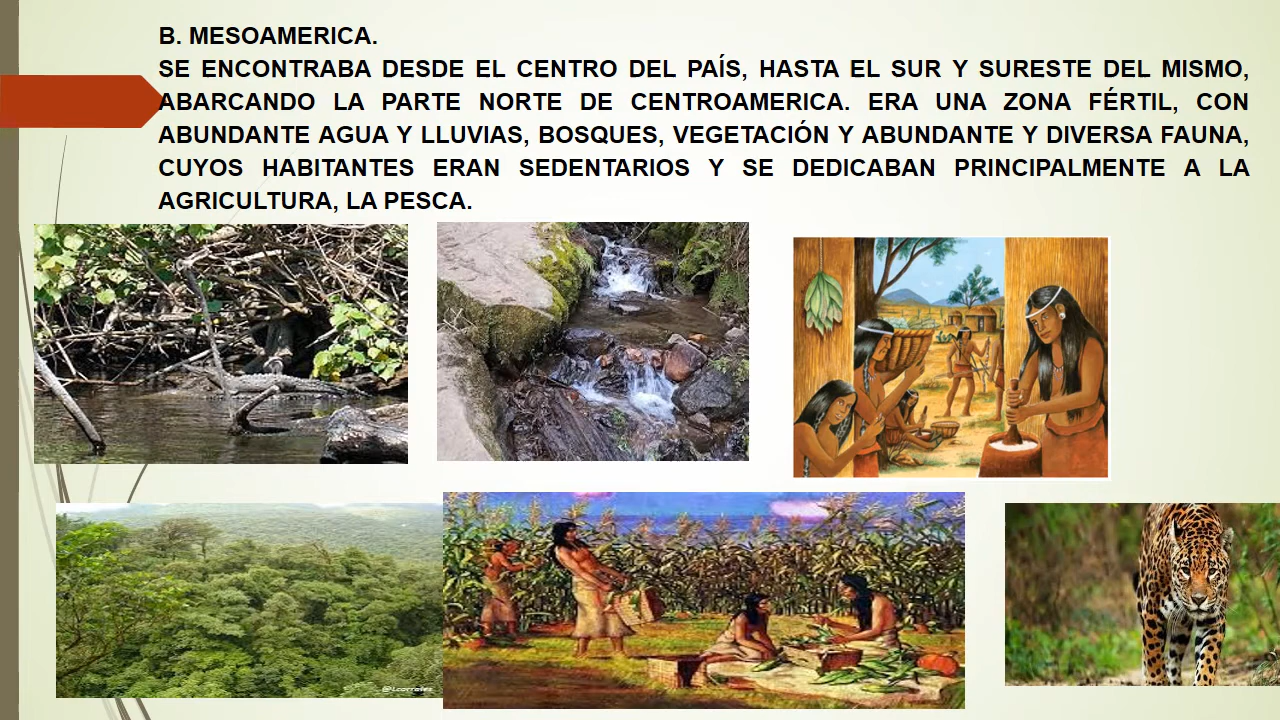 B. MESOAMERICA.
SE ENCONTRABA DESDE EL CENTRO DEL PAÍS, HASTA EL SUR Y SURESTE DEL MISMO,
ABARCANDO LA PARTE NORTE DE CENTROAMERICA. ERA UNA ZONA FÉRTIL, CON
ABUNDANTE AGUA Y LLUVIAS, BOSQUES, VEGETACIÓN Y ABUNDANTE Y DIVERSA FAUNA,
CUYOS HABITANTES ERAN SEDENTARIOS Y SE DEDICABAN PRINCIPALMENTE A LA
AGRICULTURA, LA PESCA.
@Lcorrales